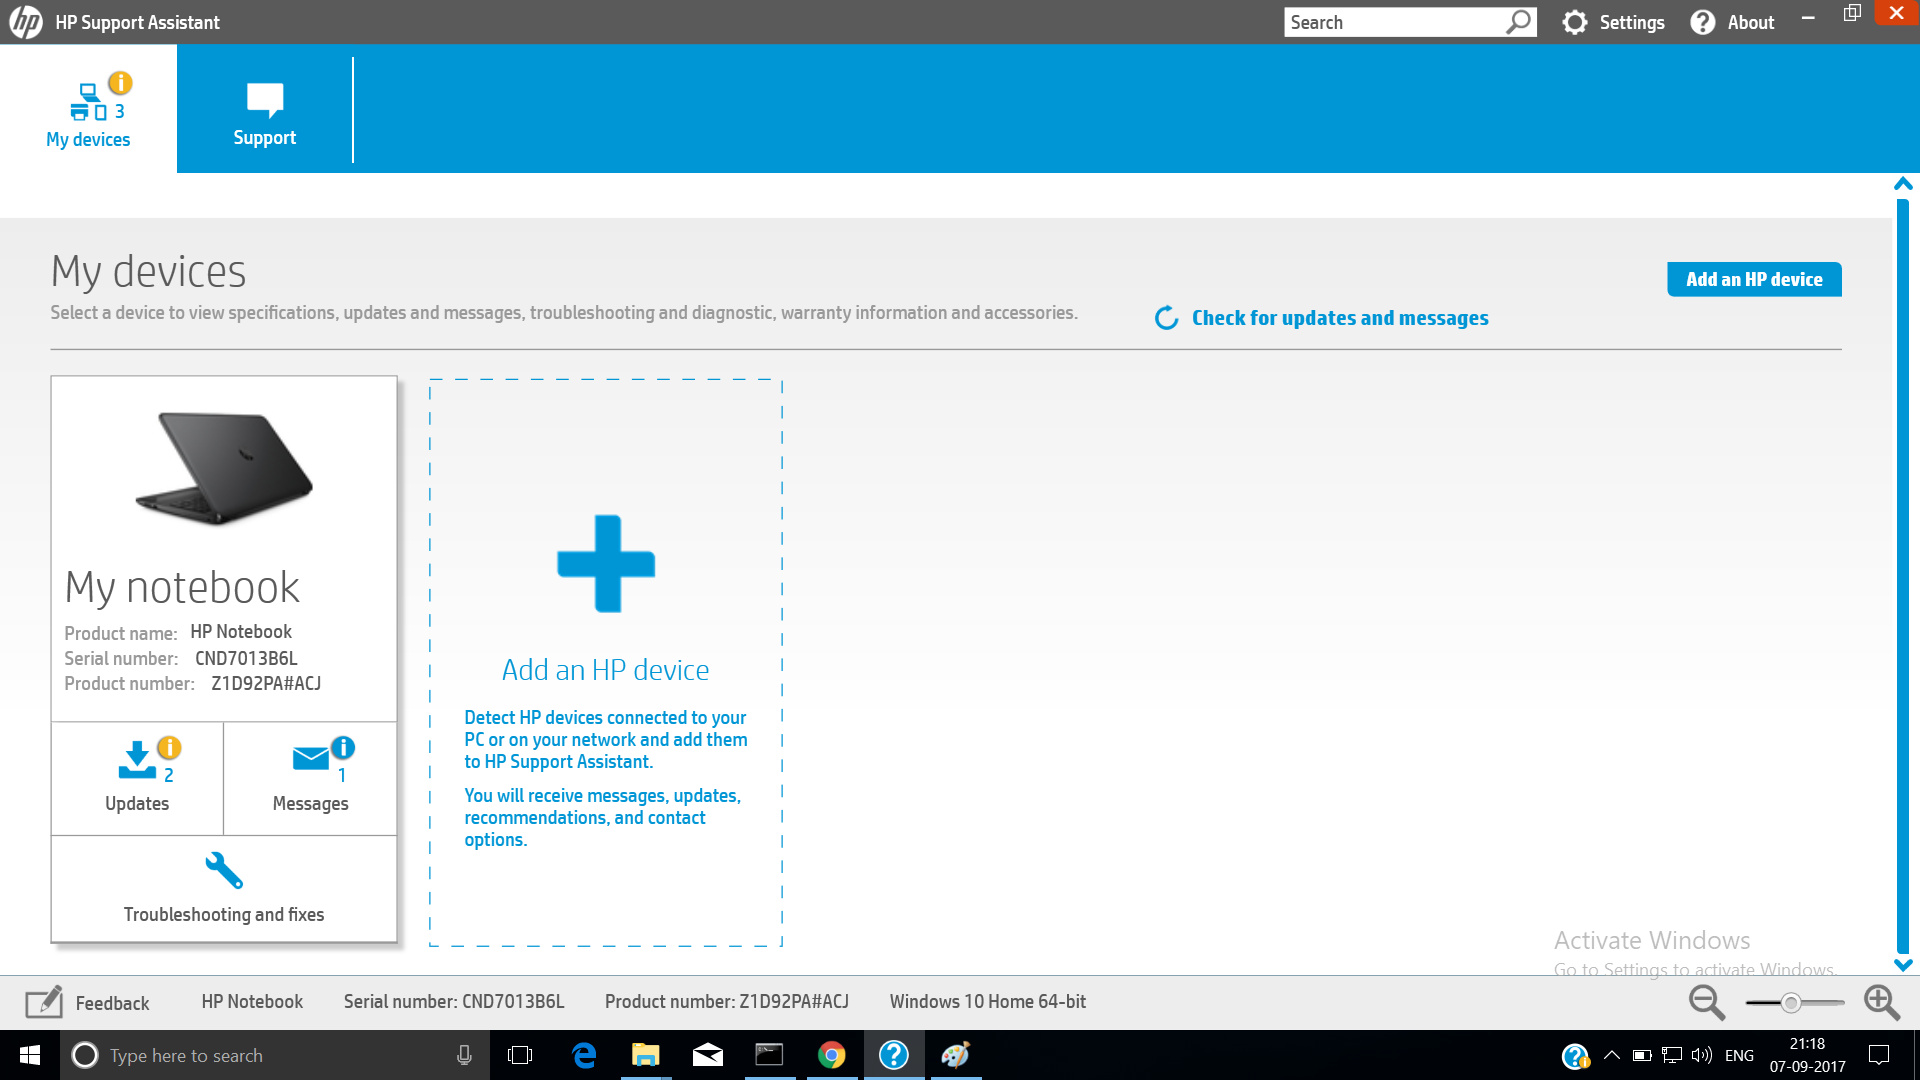 hp HP Support Assistant
Search
Settings
? About
i
3
My devices
Support
My devices
Select a device to view specifications, updates and messages, troubleshooting and diagnostic, warranty information and accessories.
Check for updates and messages
Add an HP device
My notebook
Product name: HP Notebook
Serial number: CND7013B6L
Product number: Z1D92PA#ACJ
i
2
Updates
i
1
Messages
Troubleshooting and fixes
Add an HP device
Detect HP devices connected to your
PC or on your network and add them
to HP Support Assistant.
You will receive messages, updates,
recommendations, and contact
options.
Activate Windows
Go to Settings to activate Windows.
Feedback
HP Notebook
Serial number: CND7013B6L
Product number: Z1D92PA#ACJ
Windows 10 Home 64-bit
Type here to search
ENG
21:18
07-09-2017